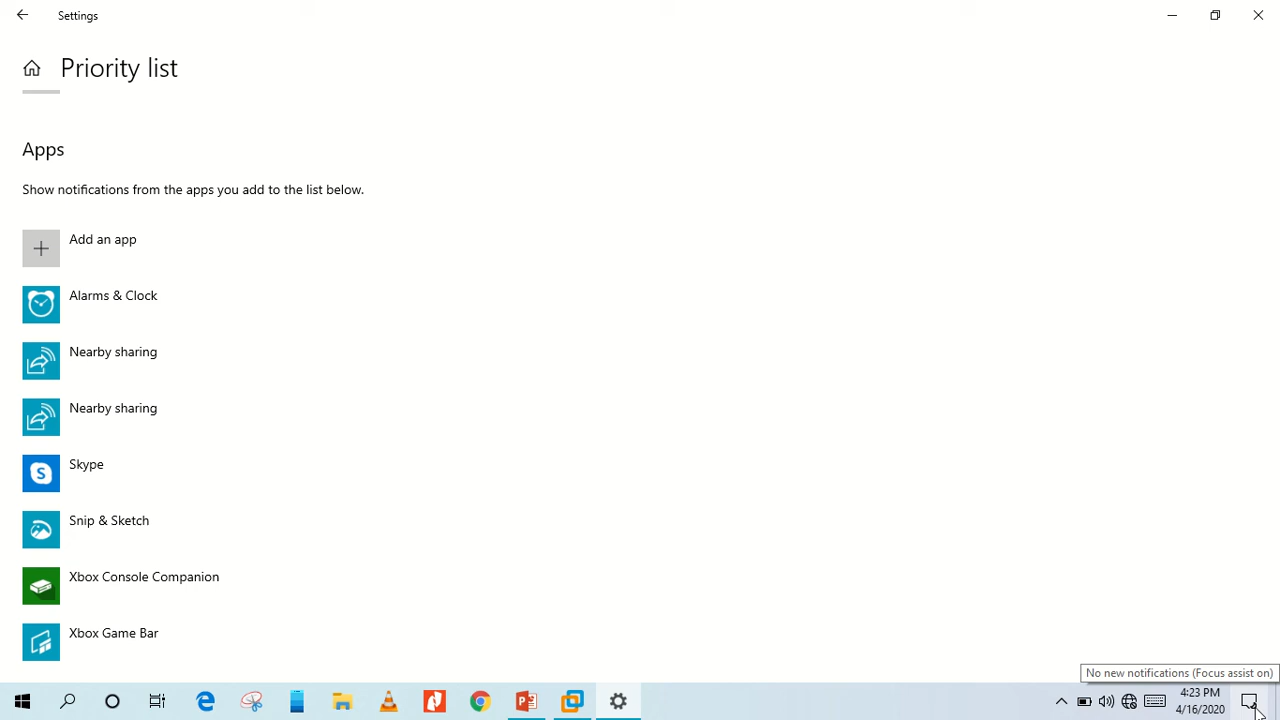 Settings
Priority list
Apps
Show notifications from the apps you add to the list below.
Add an app
Alarms & Clock
Nearby sharing
Nearby sharing
Skype
Snip & Sketch
Xbox Console Companion
Xbox Game Bar
No new notifications (Focus assist on)
4:23 PM
4/16/2020